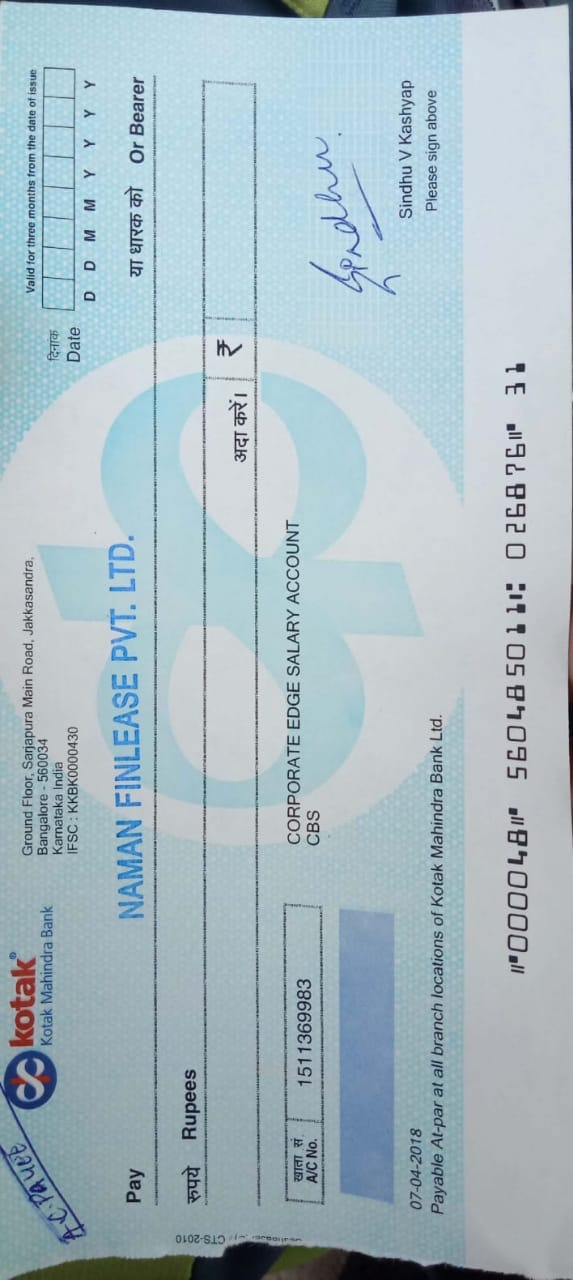 A-C Payee
kotak®
Kotak Mahindra Bank
Ground Floor, Sarjapura Main Road, Jakkasandra,
Bangalore - 560034
Karnataka India
IFSC : KKBK0000430
Valid for three months from the date of issue
दिनांक
Date
D D M M Y Y Y Y
Pay NAMAN FINLEASE PVT. LTD. या धारक को Or Bearer
रुपये Rupees
अदा करें। ₹
खाता सं
A/C No.
1511369983
CORPORATE EDGE SALARY ACCOUNT
CBS
Sindhu
Sindhu V Kashyap
Please sign above
07-04-2018
Payable At-par at all branch locations of Kotak Mahindra Bank Ltd.
CTS-2010
⑈000048⑈ 560485011⑆ 026876⑈ 31